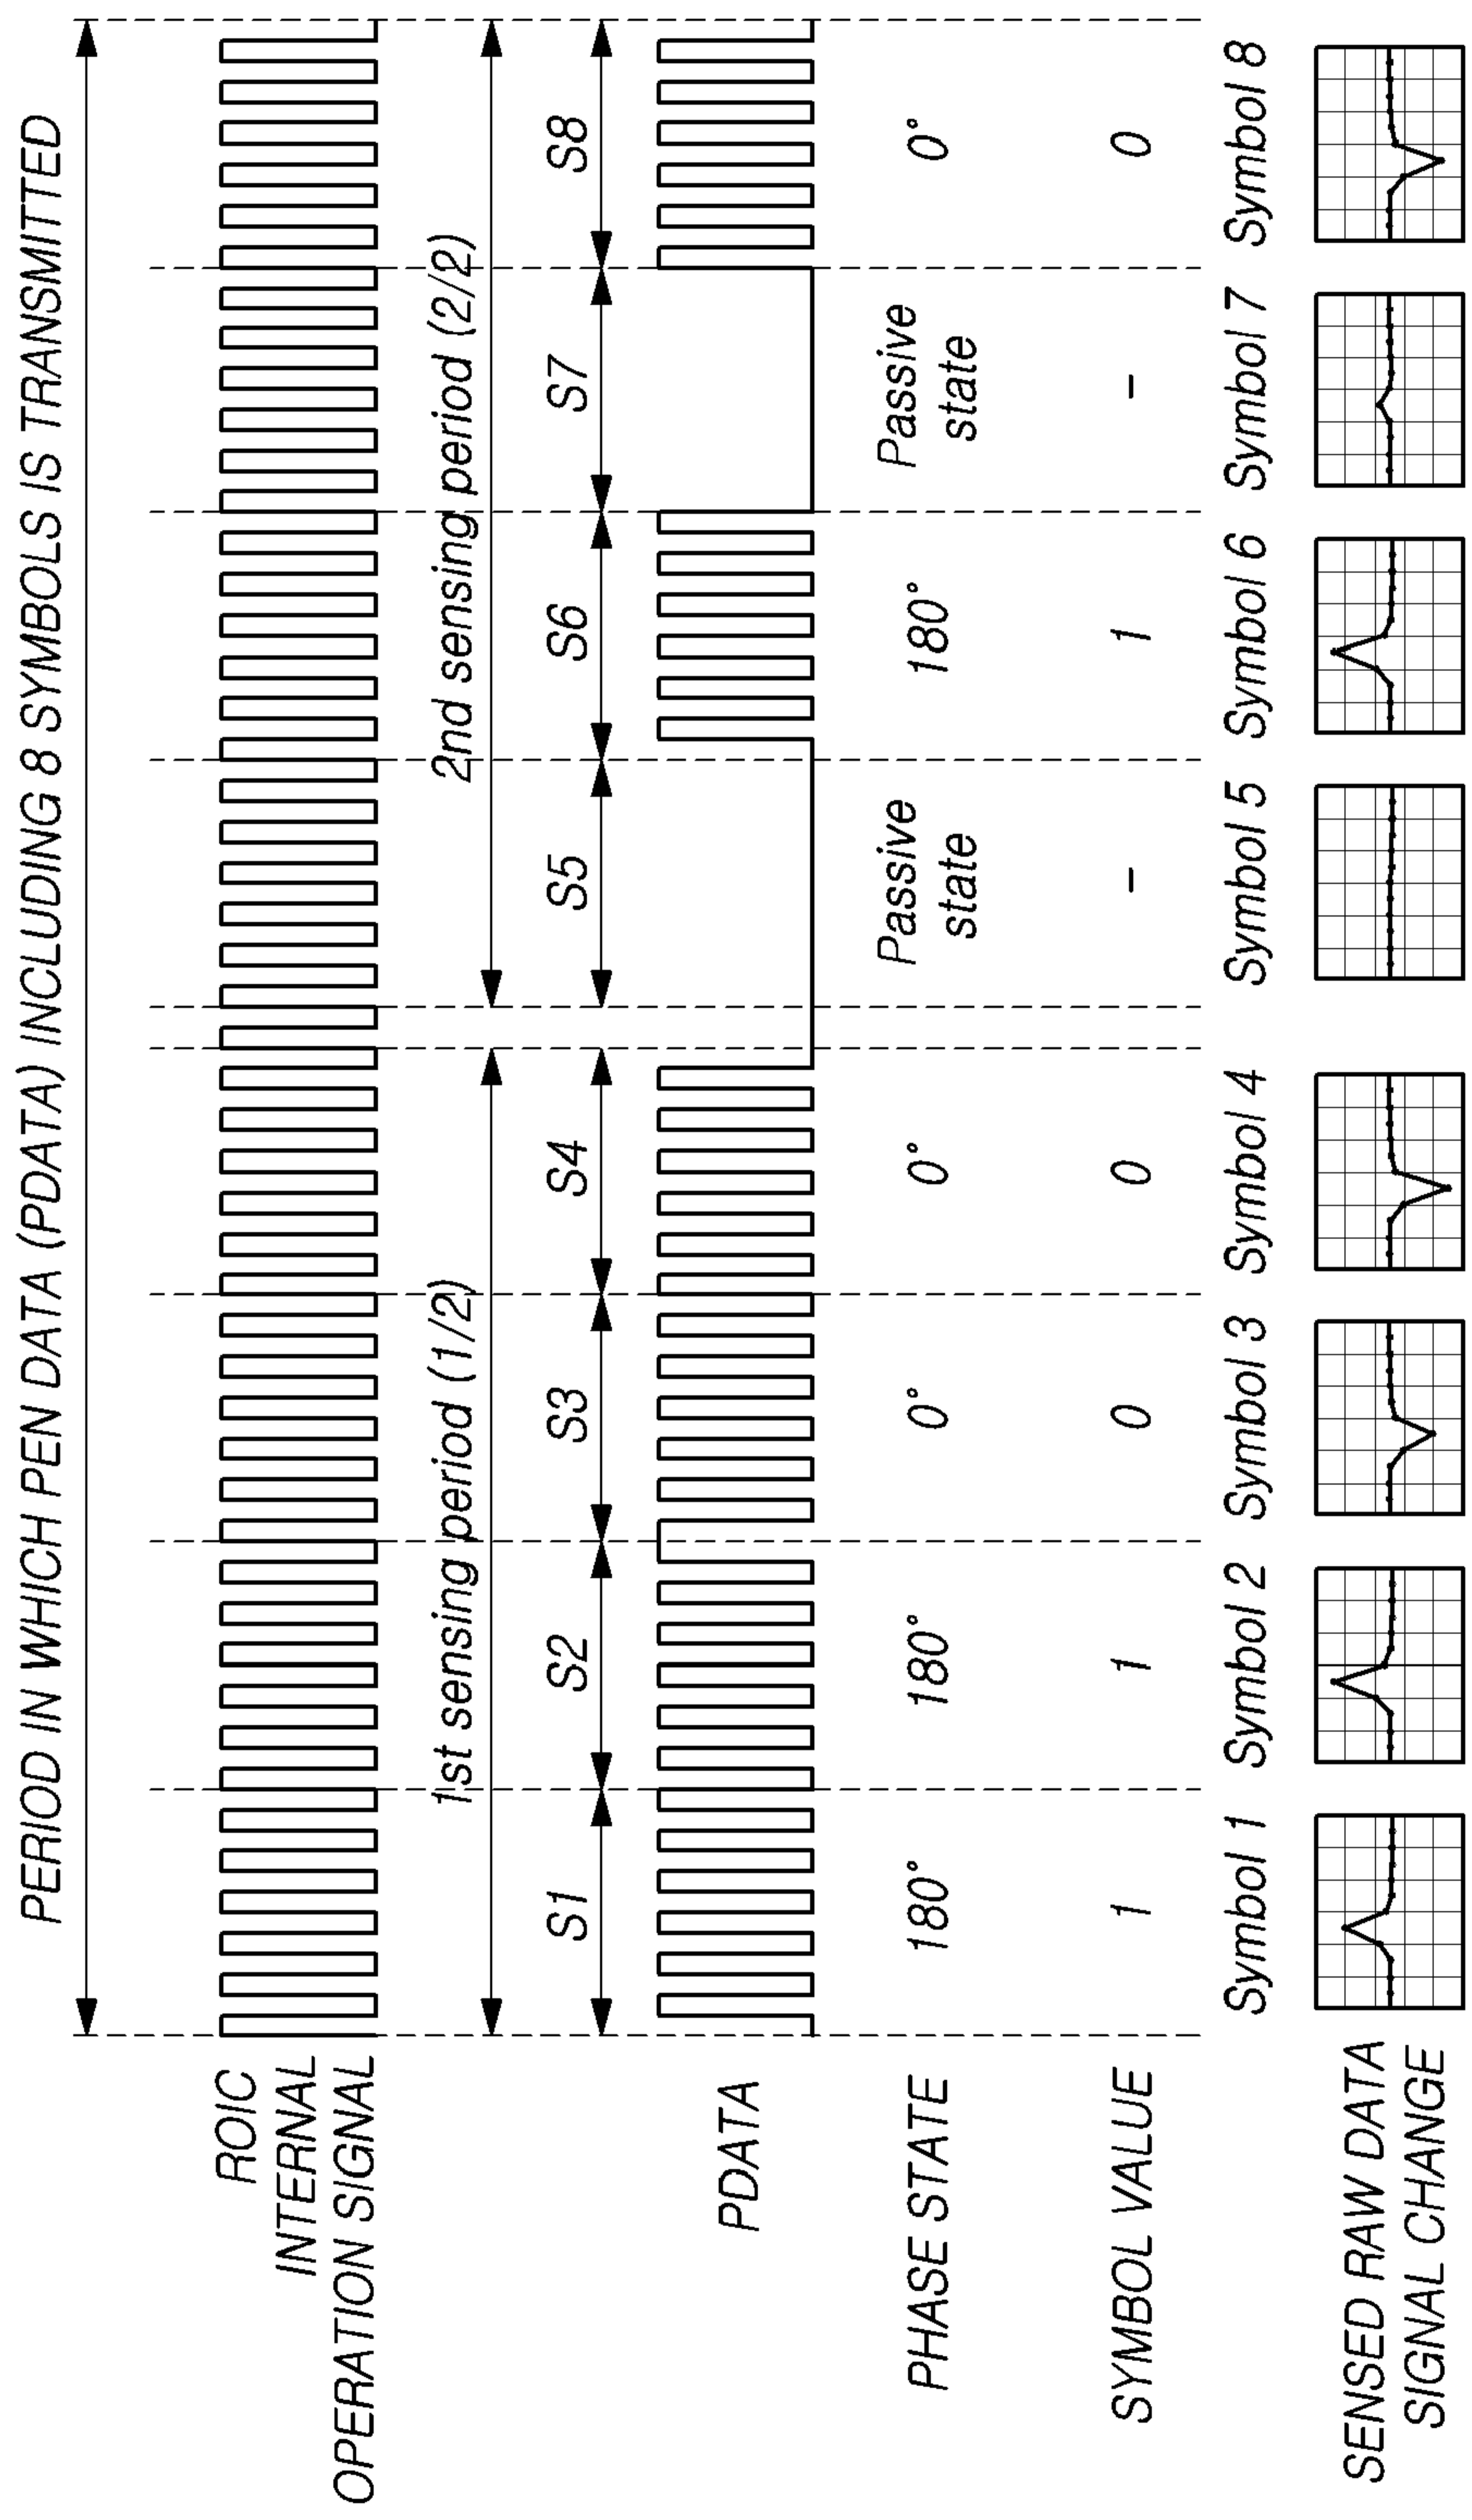 PERIOD IN WHICH PEN DATA (PDATA) INCLUDING 8 SYMBOLS IS TRANSMITTED
ROIC
INTERNAL
OPERATION SIGNAL
1st sensing period (1/2)
2nd sensing period (2/2)
S1
S2
S3
S4
S5
S6
S7
S8
PDATA
PHASE STATE
180°
180°
0°
0°
Passive
state
180°
Passive
state
0°
SYMBOL VALUE
1
1
0
0
–
1
–
0
Symbol 1
Symbol 2
Symbol 3
Symbol 4
Symbol 5
Symbol 6
Symbol 7
Symbol 8
SENSED RAW DATA
SIGNAL CHANGE